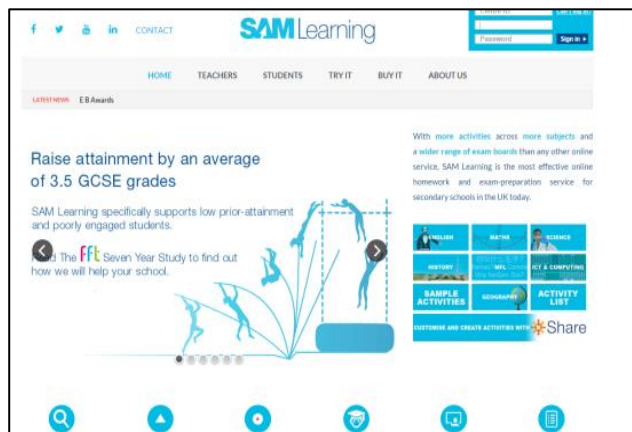 CONTACT
SAM Learning
Password
Sign in
HOME TEACHERS STUDENTS TRY IT BUY IT ABOUT US
LATEST NEWS E B Awards
Raise attainment by an average
of 3.5 GCSE grades
SAM Learning specifically supports low prior-attainment
and poorly engaged students.
The fft Seven Year Study to find out
how we will help your school.
With more activities across more subjects and
a wider range of exam boards than any other online
service, SAM Learning is the most effective online
homework and exam-preparation service for
secondary schools in the UK today.
ENGLISH MATHS SCIENCE
HISTORY MFL ICT & COMPUTING
SAMPLE ACTIVITIES GEOGRAPHY ACTIVITY LIST
CUSTOMISE AND CREATE ACTIVITIES WITH Share